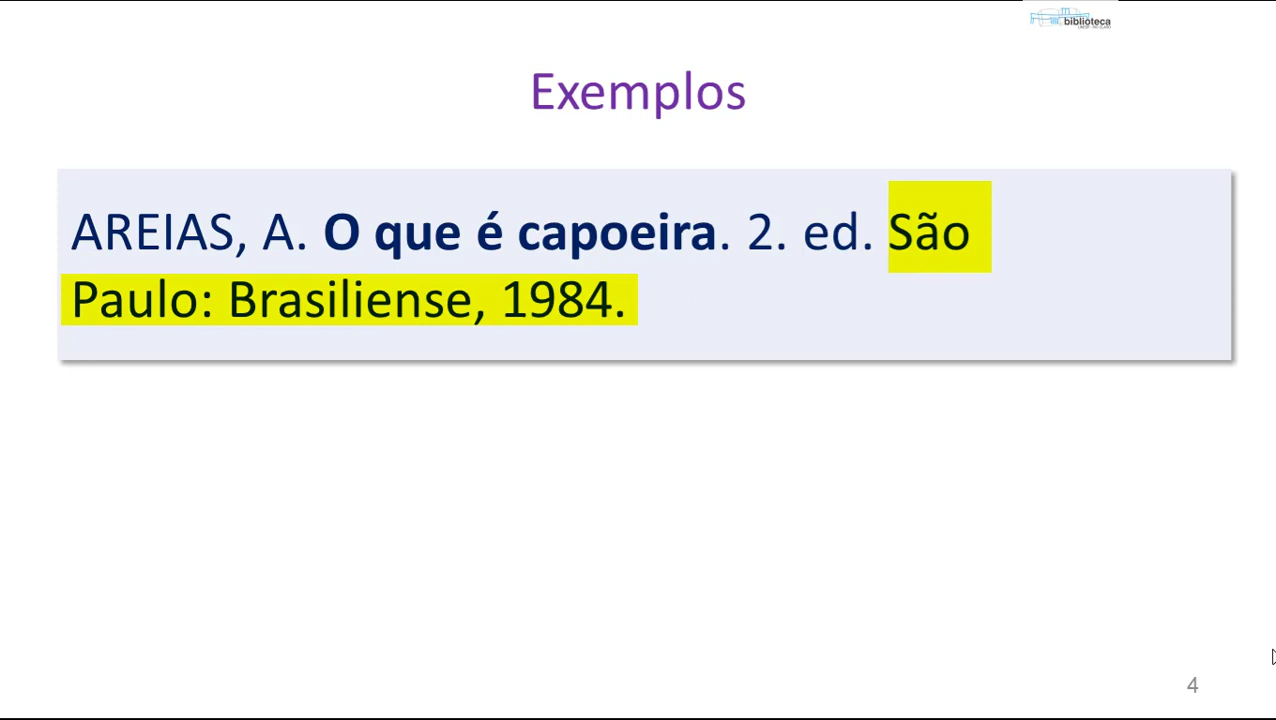 biblioteca
Exemplos
AREIAS, A. O que é capoeira. 2. ed. São
Paulo: Brasiliense, 1984.
4